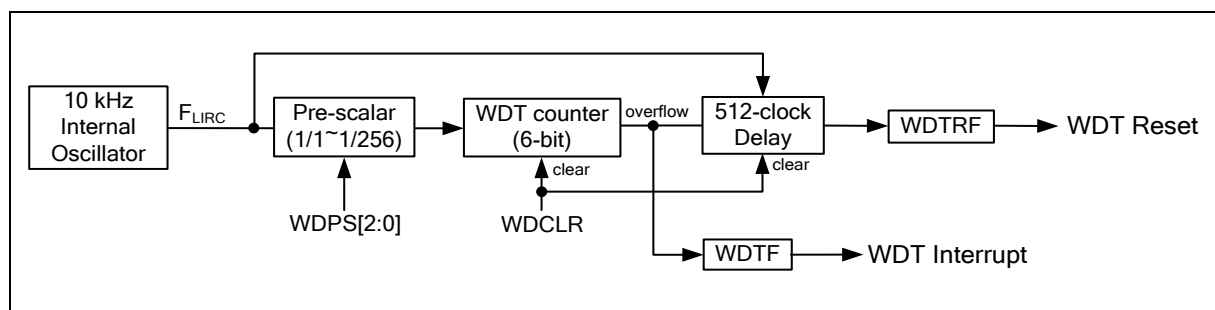 10 kHz
Internal
Oscillator
FLIRC
Pre-scalar
(1/1~1/256)
WDT counter
(6-bit)
overflow
512-clock
Delay
WDTRF
WDT Reset
clear
clear
WDPS[2:0]
WDCLR
WDTF
WDT Interrupt